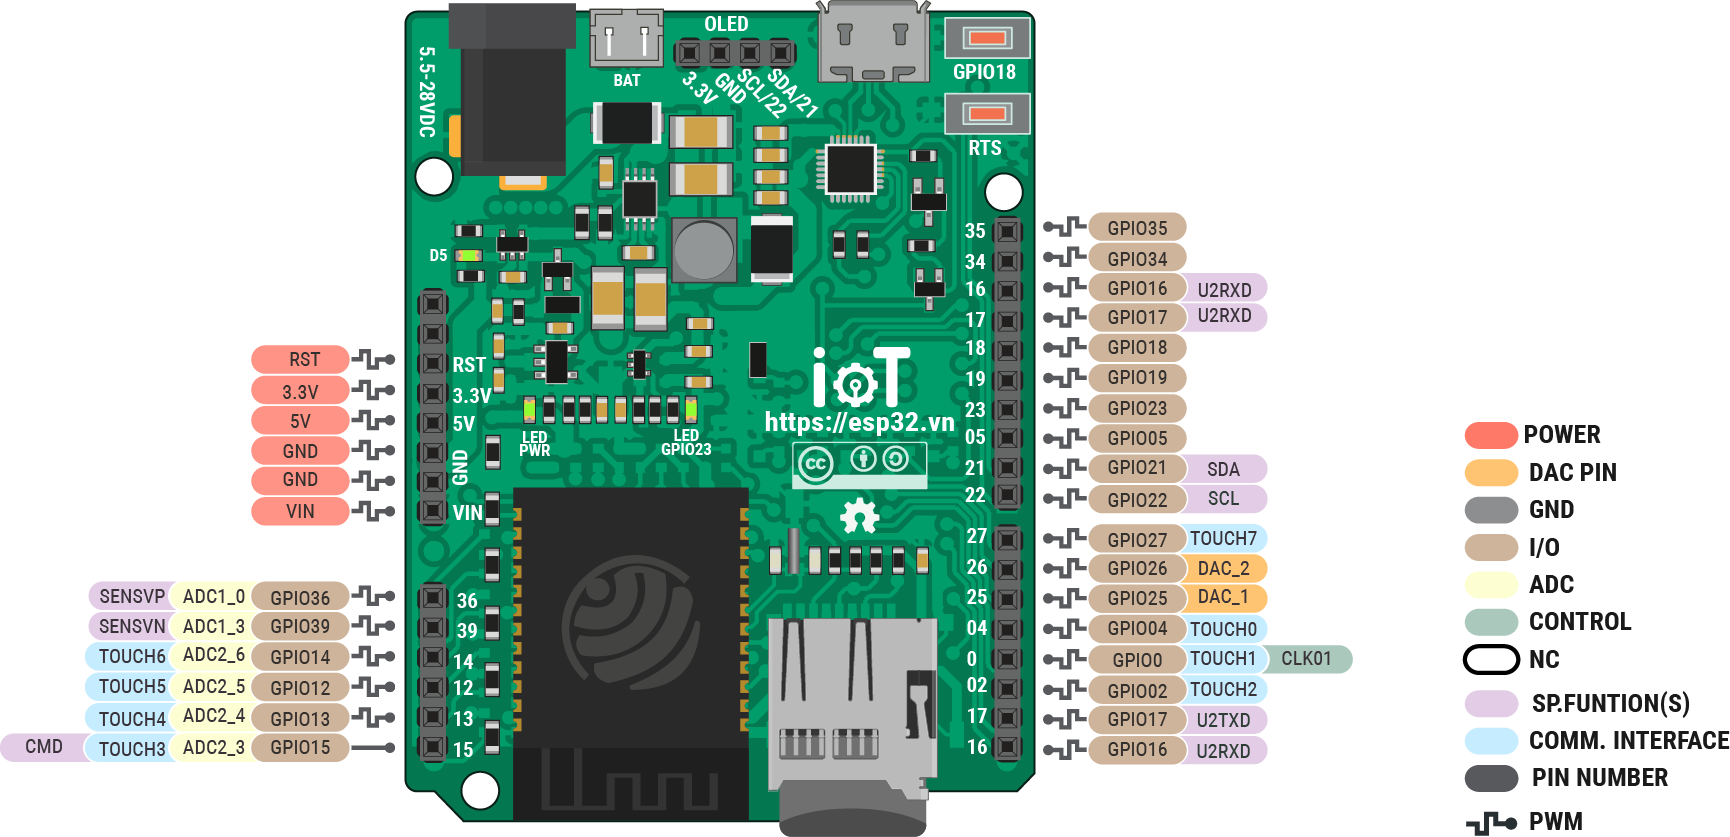 OLED
BAT
5.5-28VDC
3.3V
GND
SCL/22
SDA/21
GPIO18
RTS
D5
RST
3.3V
5V
GND
VIN
36
39
14
12
13
15
LED
PWR
LED
GPIO23
IoT
https://esp32.vn
cc
35
34
16
17
18
19
23
05
21
22
27
26
25
04
0
02
17
16
RST
3.3V
5V
GND
GND
VIN
SENSVP ADC1_0 GPIO36
SENSVN ADC1_3 GPIO39
TOUCH6 ADC2_6 GPIO14
TOUCH5 ADC2_5 GPIO12
TOUCH4 ADC2_4 GPIO13
CMD TOUCH3 ADC2_3 GPIO15
GPIO35
GPIO34
GPIO16 U2RXD
GPIO17 U2RXD
GPIO18
GPIO19
GPIO23
GPIO05
GPIO21 SDA
GPIO22 SCL
GPIO27 TOUCH7
GPIO26 DAC_2
GPIO25 DAC_1
GPIO04 TOUCH0
GPIO0 TOUCH1 CLK01
GPIO02 TOUCH2
GPIO17 U2TXD
GPIO16 U2RXD
POWER
DAC PIN
GND
I/O
ADC
CONTROL
NC
SP.FUNTION(S)
COMM. INTERFACE
PIN NUMBER
PWM